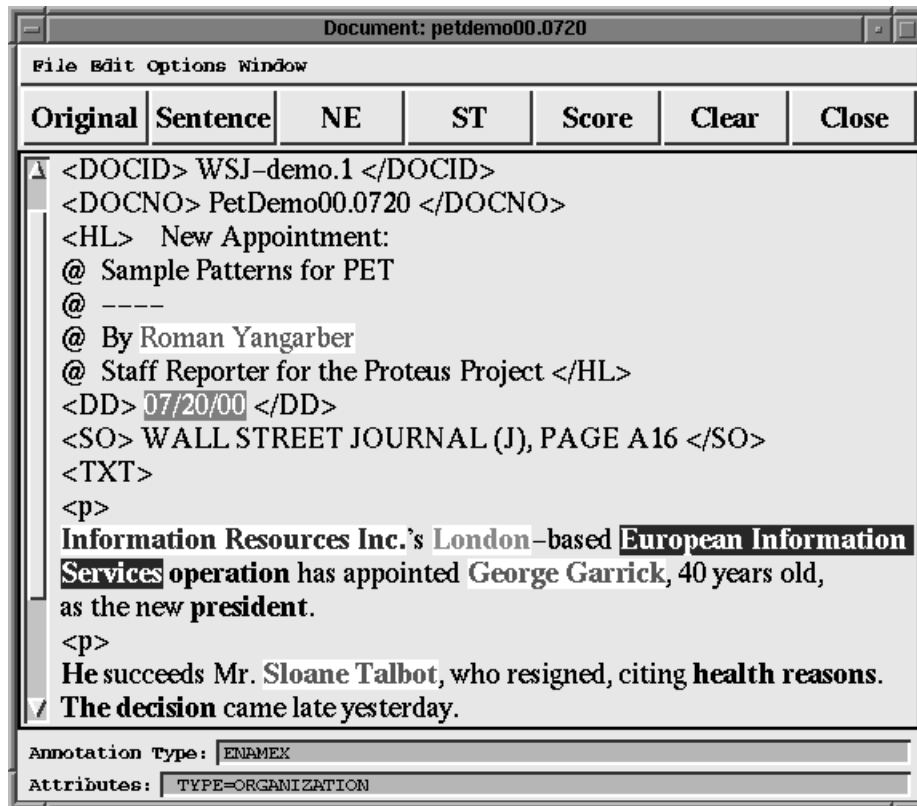 Document: petdemo00.0720
File Edit Options Window
Original Sentence NE ST Score Clear Close
<DOCID> WSJ-demo.1 </DOCID>
<DOCNO> PetDemo00.0720 </DOCNO>
<HL> New Appointment:
@ Sample Patterns for PET
@ ----
@ By Roman Yangarber
@ Staff Reporter for the Proteus Project </HL>
<DD> 07/20/00 </DD>
<SO> WALL STREET JOURNAL (J), PAGE A16 </SO>
<TXT>
<p>
Information Resources Inc.'s London-based European Information
Services operation has appointed George Garrick, 40 years old,
as the new president.
<p>
He succeeds Mr. Sloane Talbot, who resigned, citing health reasons.
The decision came late yesterday.
Annotation Type: ENAMEX
Attributes: TYPE=ORGANIZATION